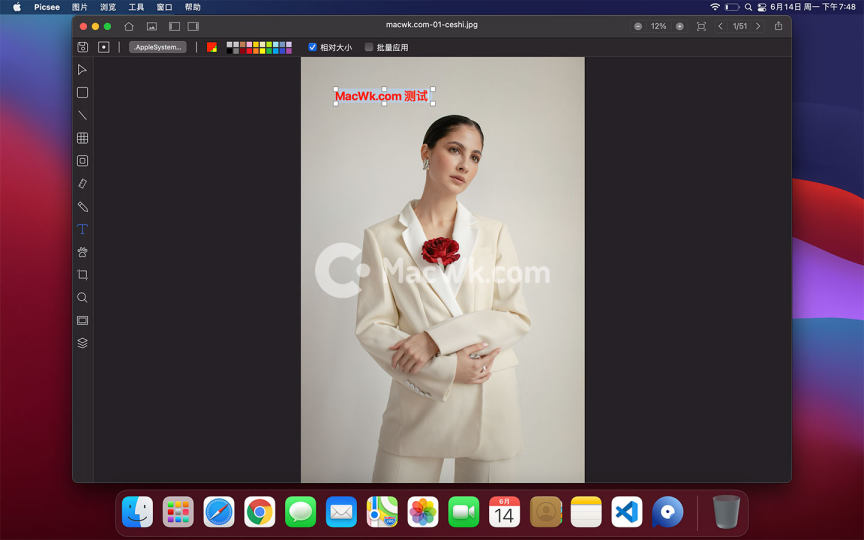 Picsee 图片 浏览 工具 窗口 帮助 6月14日 周一 下午7:48
macwk.com-01-ceshi.jpg 12% 1/51
.AppleSystem... 相对大小 批量应用
MacWk.com 测试
MacWk.com
6月
14